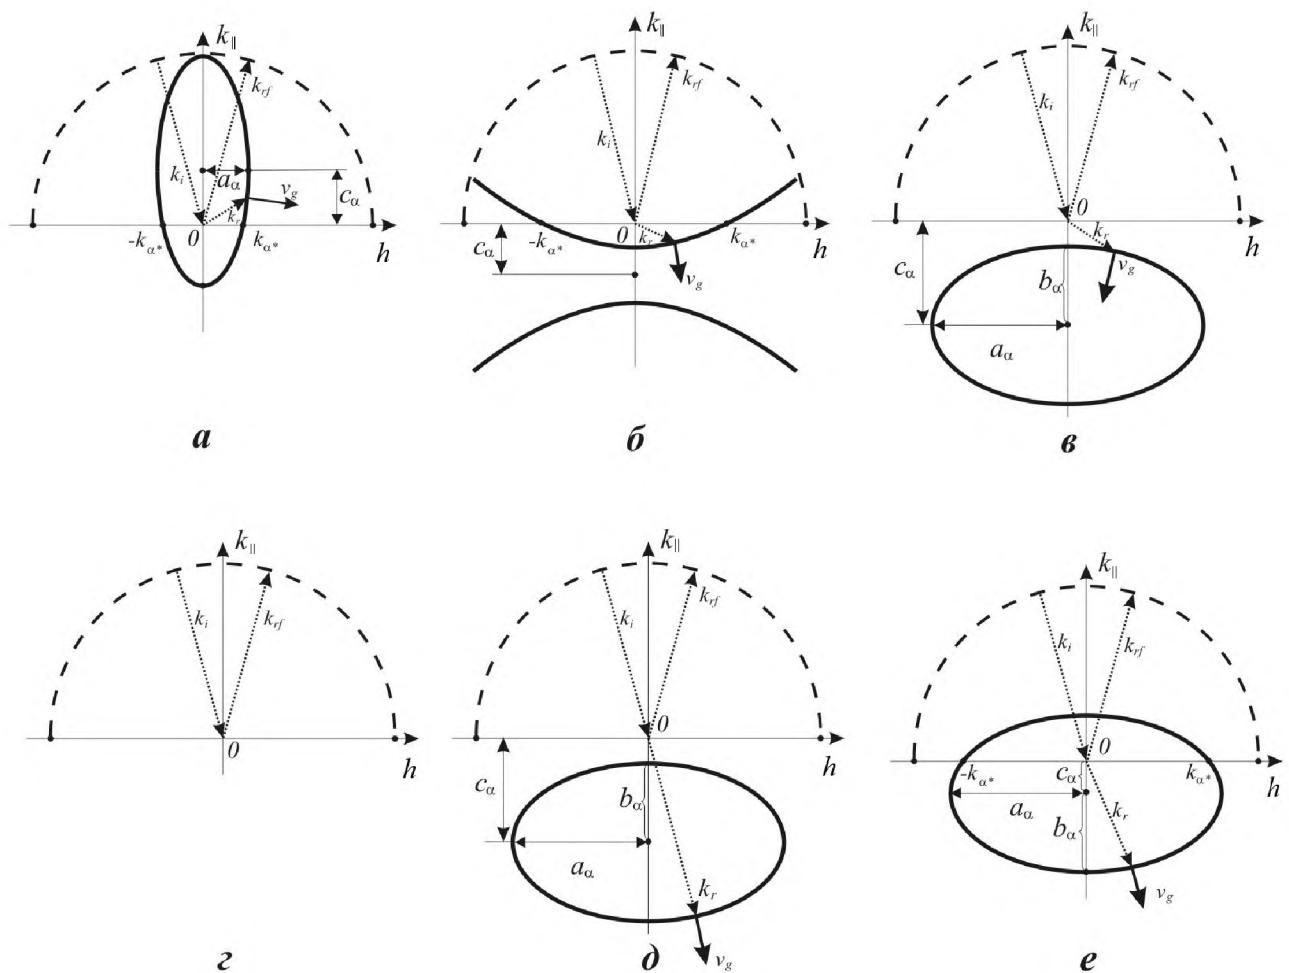 k∥
k_rf
k_i
a_α
c_α
v_g
k_r
-k_α*
0
k_α*
h
а
k∥
k_rf
k_i
-k_α*
0
k_r
k_α*
h
c_α
v_g
б
k∥
k_rf
k_i
0
h
k_r
v_g
c_α
b_α
a_α
в
k∥
k_i
k_rf
0
h
г
k∥
k_rf
k_i
0
h
c_α
b_α
a_α
k_r
v_g
д
k∥
k_i
k_rf
0
-k_α*
c_α
k_α*
h
a_α
k_r
b_α
v_g
е